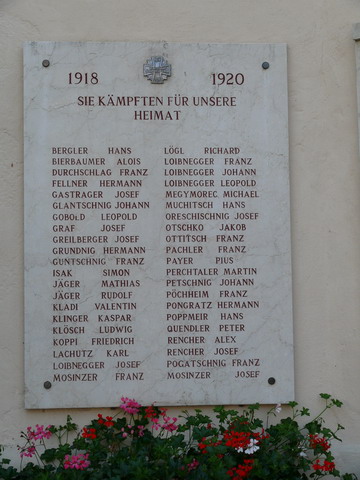 1918 1920
SIE KÄMPFTEN FÜR UNSERE
HEIMAT
BERGLER HANS
BIERBAUMER ALOIS
DURCHSCHLAG FRANZ
FELLNER HERMANN
GASTRAGER JOSEF
GLANTSCHNIG JOHANN
GOBOLD LEOPOLD
GRAF JOSEF
GREILBERGER JOSEF
GRUNDNIG HERMANN
GUNTSCHNIG FRANZ
ISAK SIMON
JÄGER MATHIAS
JÄGER RUDOLF
KLADI VALENTIN
KLINGER KASPAR
KLÖSCH LUDWIG
KOPPI FRIEDRICH
LACHUTZ KARL
LOIBNEGGER JOSEF
MOSINZER FRANZ
LÖGL RICHARD
LOIBNEGGER FRANZ
LOIBNEGGER JOHANN
LOIBNEGGER LEOPOLD
MEGYMOREC MICHAEL
MUCHITSCH HANS
ORESCHISCHNIG JOSEF
OTSCHKO JAKOB
OTTITSCH FRANZ
PACHLER FRANZ
PAYER PIUS
PERCHTALER MARTIN
PETSCHNIG JOHANN
PÖCHHEIM FRANZ
PONGRATZ HERMANN
POPPMEIR HANS
QUENDLER PETER
RENCHER ALEX
RENCHER JOSEF
POGATSCHNIG FRANZ
MOSINZER JOSEF